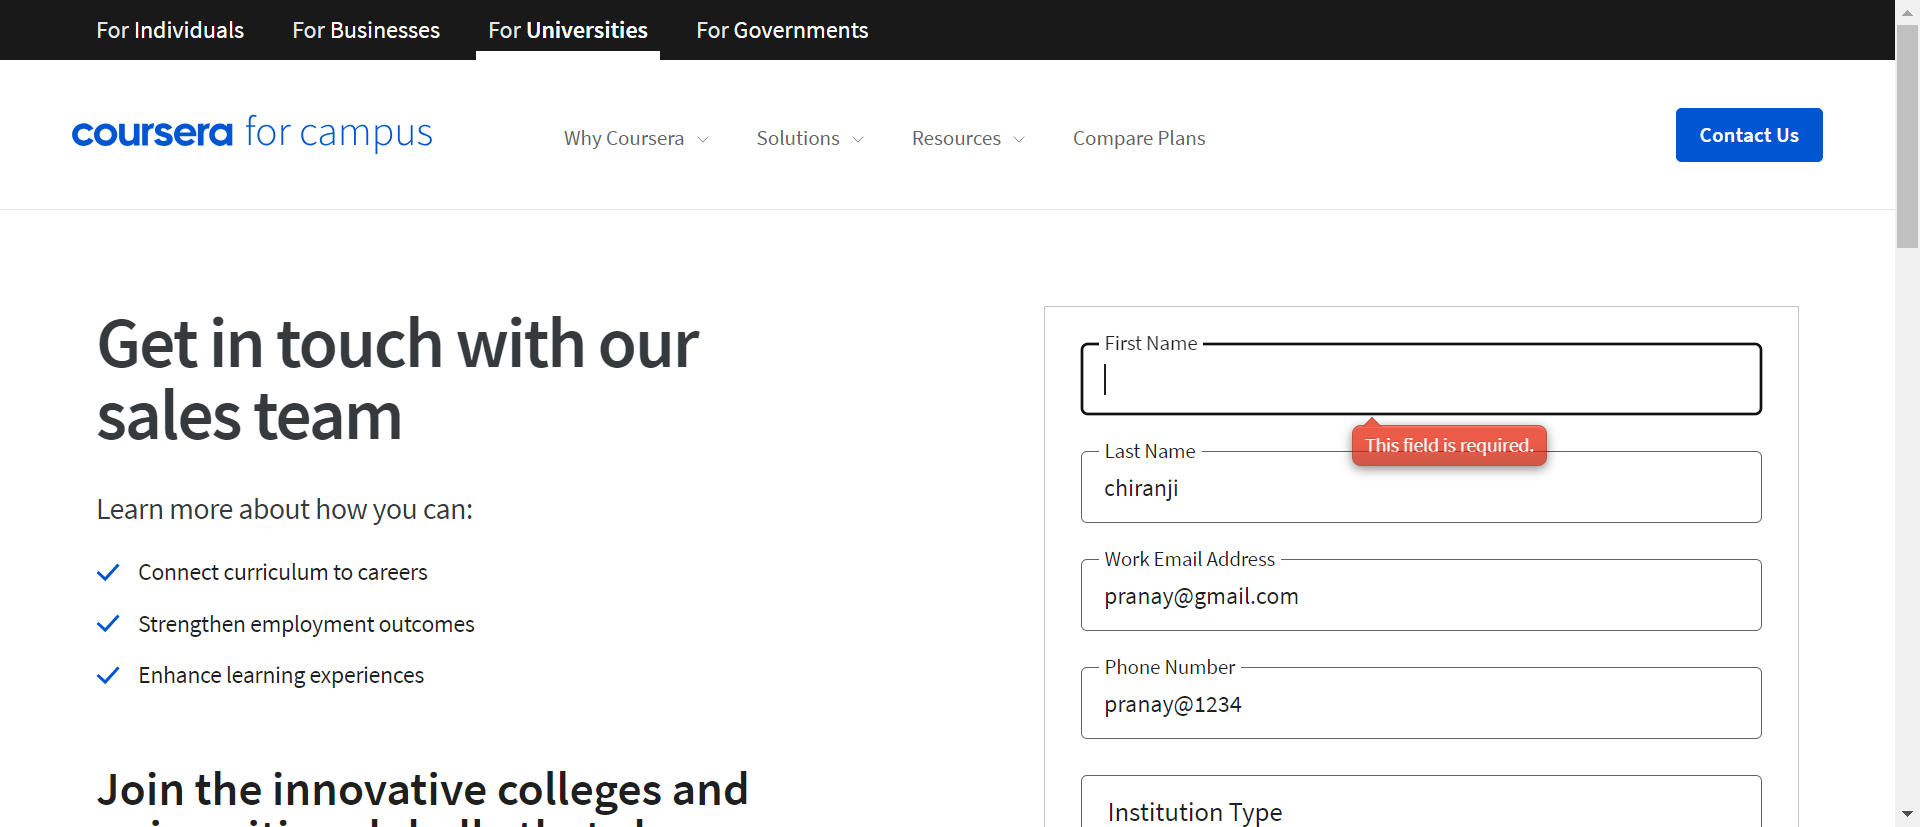 For Individuals
For Businesses
For Universities
For Governments
coursera for campus
Why Coursera
Solutions
Resources
Compare Plans
Contact Us
Get in touch with our
sales team
Learn more about how you can:
Connect curriculum to careers
Strengthen employment outcomes
Enhance learning experiences
Join the innovative colleges and
First Name
This field is required.
Last Name
chiranji
Work Email Address
pranay@gmail.com
Phone Number
pranay@1234
Institution Type